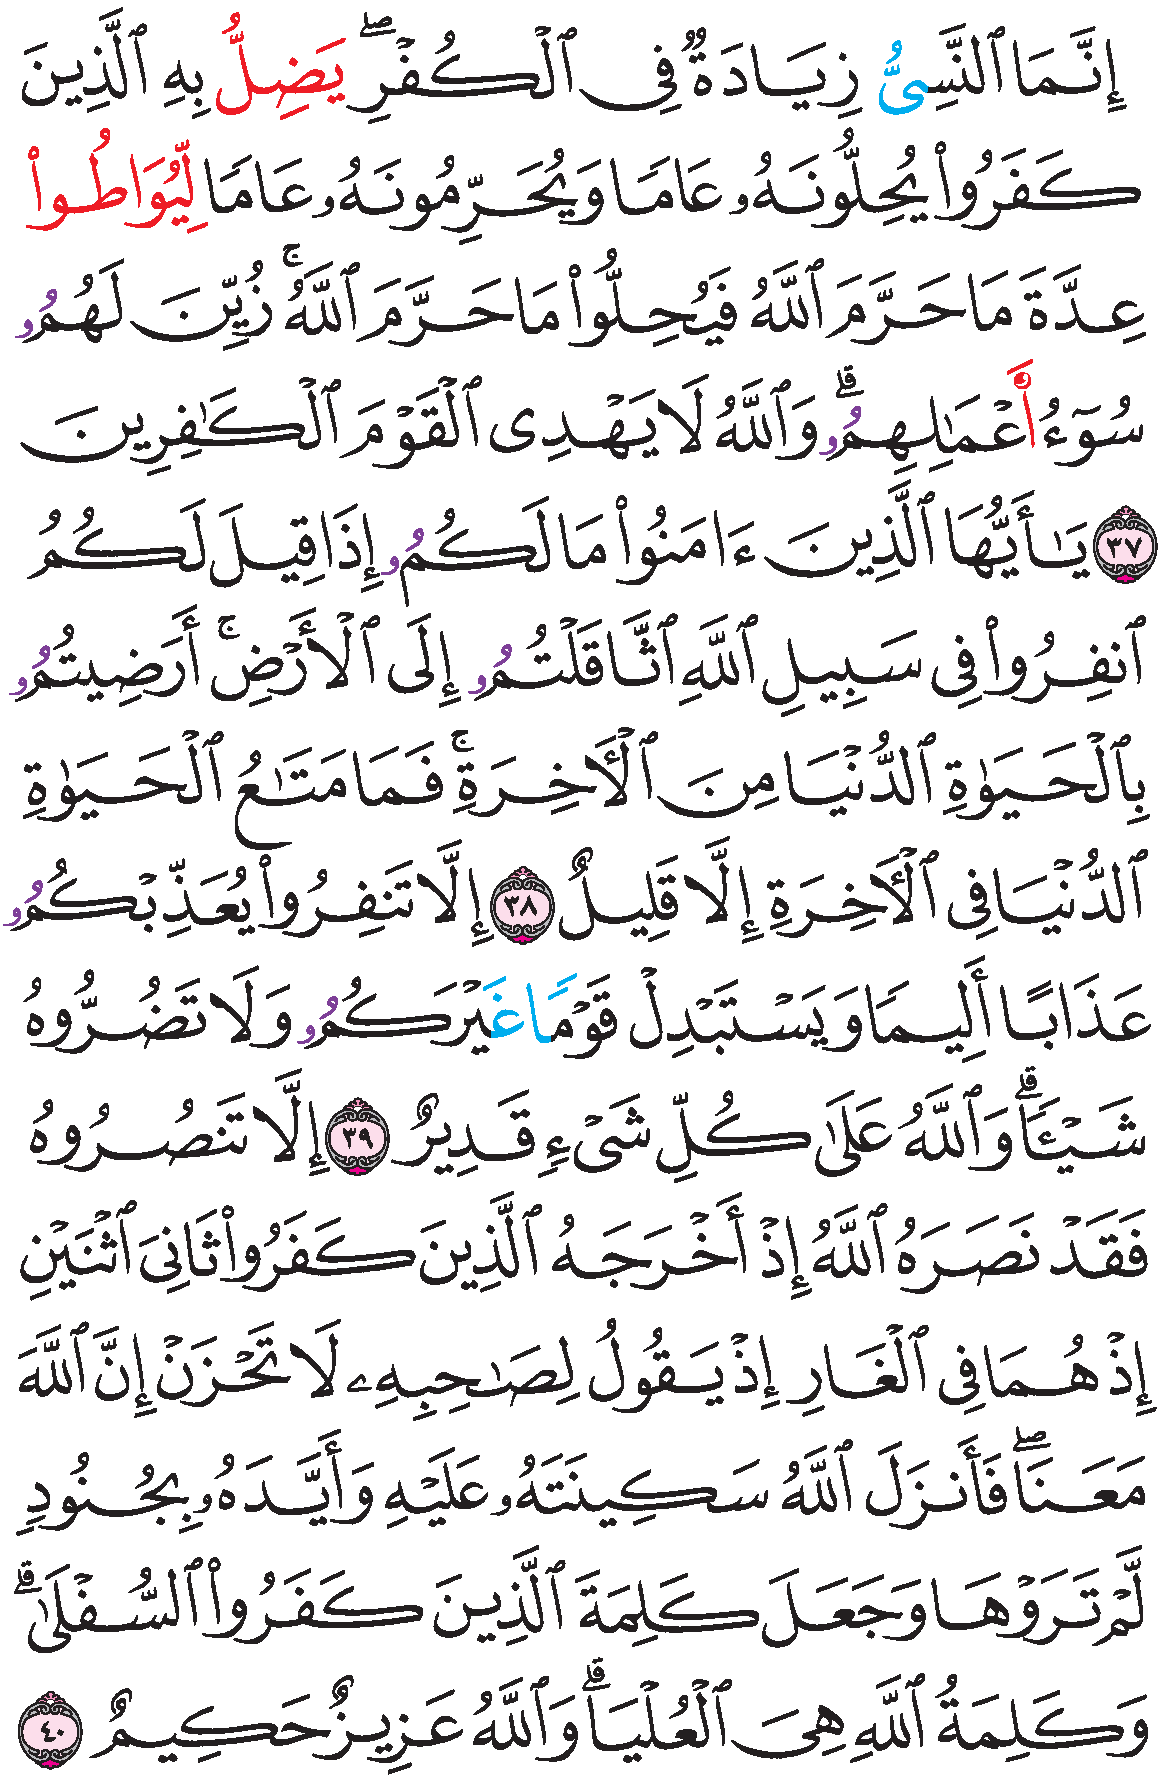 إِنَّمَا ٱلنَّسِيُّ زِيَادَةٌ فِى ٱلۡكُفۡرِۖ يَضِلُّ بِهِ ٱلَّذِينَ
كَفَرُواْ يُحِلُّونَهُۥ عَامٗا وَيُحَرِّمُونَهُۥ عَامٗا لِّيُوَاطُواْ
عِدَّةَ مَا حَرَّمَ ٱللَّهُ فَيُحِلُّواْ مَا حَرَّمَ ٱللَّهُۚ زُيِّنَ لَهُمُۥ
سُوٓءُ اَ۬عۡمَٰلِهِمُۥۗ وَٱللَّهُ لَا يَهۡدِى ٱلۡقَوۡمَ ٱلۡكَٰفِرِينَ
٣٧ يَٰأَيُّهَا ٱلَّذِينَ ءَامَنُواْ مَا لَكُمُۥ إِذَا قِيلَ لَكُمُ
ٱنفِرُواْ فِى سَبِيلِ ٱللَّهِ ٱثَّاقَلۡتُمُۥ إِلَى ٱلۡأَرۡضِۚ أَرَضِيتُمُۥ
بِٱلۡحَيَوٰةِ ٱلدُّنۡيَا مِنَ ٱلۡأَخِرَةِۚ فَمَا مَتَٰعُ ٱلۡحَيَوٰةِ
ٱلدُّنۡيَا فِى ٱلۡأَخِرَةِ إِلَّا قَلِيلٌ ٣٨ إِلَّا تَنفِرُواْ يُعَذِّبۡكُمُۥ
عَذَابًا أَلِيمٗا وَيَسۡتَبۡدِلۡ قَوۡمًا غَيۡرَكُمُۥ وَلَا تَضُرُّوهُ
شَيۡـٔٗاۗ وَٱللَّهُ عَلَىٰ كُلِّ شَىۡءٖ قَدِيرٌ ٣٩ إِلَّا تَنصُرُوهُ
فَقَدۡ نَصَرَهُ ٱللَّهُ إِذۡ أَخۡرَجَهُ ٱلَّذِينَ كَفَرُواْ ثَانِىَ ٱثۡنَيۡنِ
إِذۡ هُمَا فِى ٱلۡغَارِ إِذۡ يَقُولُ لِصَٰحِبِهِۦ لَا تَحۡزَنۡ إِنَّ ٱللَّهَ
مَعَنَاۖ فَأَنزَلَ ٱللَّهُ سَكِينَتَهُۥ عَلَيۡهِ وَأَيَّدَهُۥ بِجُنُودٖ
لَّمۡ تَرَوۡهَا وَجَعَلَ كَلِمَةَ ٱلَّذِينَ كَفَرُواْ ٱلسُّفۡلَىٰۗ
وَكَلِمَةُ ٱللَّهِ هِىَ ٱلۡعُلۡيَاۗ وَٱللَّهُ عَزِيزٌ حَكِيمٌ ٤٠